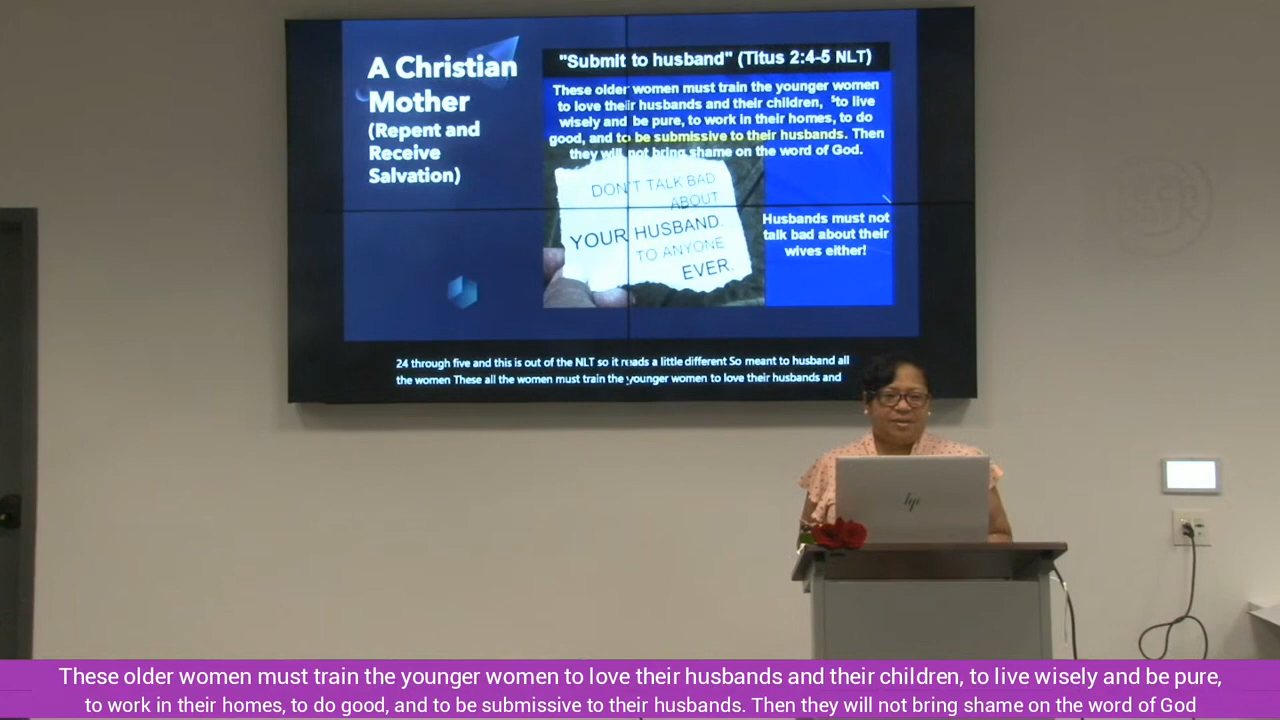 A Christian
Mother
(Repent and
Receive
Salvation)
"Submit to husband" (Titus 2:4-5 NLT)
These older women must train the younger women
to love their husbands and their children, ⁵to live
wisely and be pure, to work in their homes, to do
good, and to be submissive to their husbands. Then
they will not bring shame on the word of God.
DON'T TALK BAD
ABOUT
YOUR HUSBAND.
TO ANYONE
EVER.
Husbands must not
talk bad about their
wives either!
24 through five and this is out of the NLT so it reads a little different So meant to husband all
the women These all the women must train the younger women to love their husbands and
hp
These older women must train the younger women to love their husbands and their children, to live wisely and be pure,
to work in their homes, to do good, and to be submissive to their husbands. Then they will not bring shame on the word of God